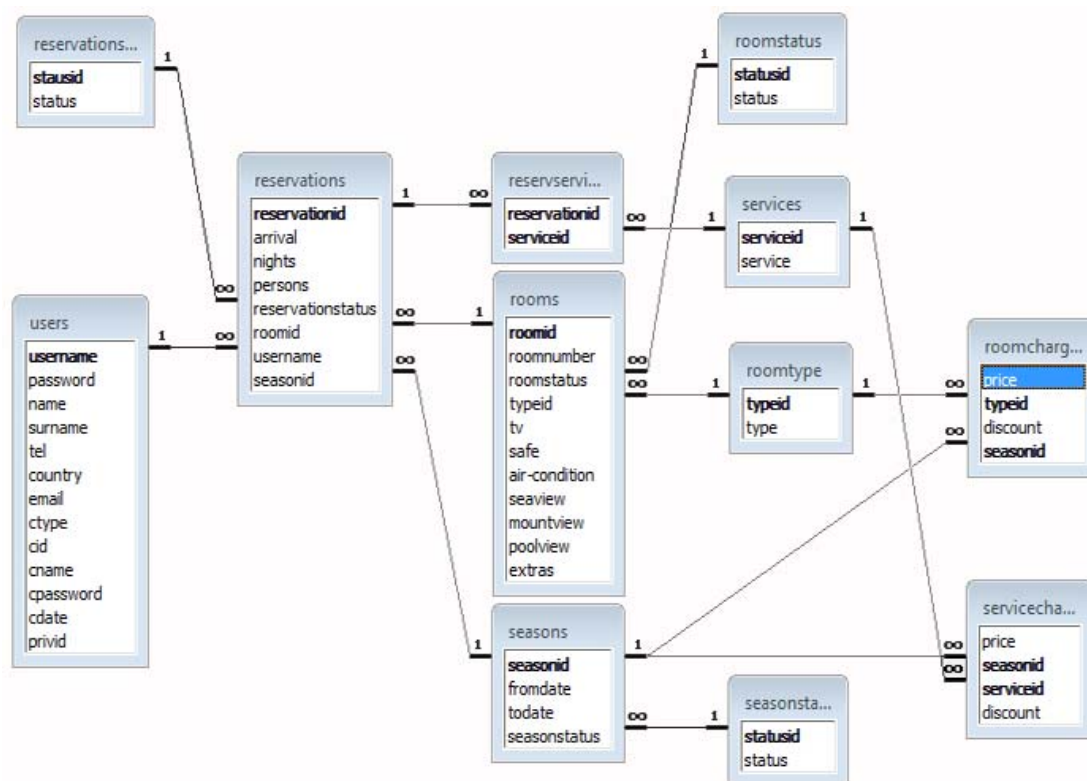 reservations...
stausid
status
1
∞
users
username
password
name
surname
tel
country
email
ctype
cid
cname
cpassword
cdate
privid
1
∞
reservations
reservationid
arrival
nights
persons
reservationstatus
roomid
username
seasonid
1
∞
∞
1
∞
1
reservservi...
reservationid
serviceid
∞
1
rooms
roomid
roomnumber
roomstatus
typeid
tv
safe
air-condition
seaview
mountview
poolview
extras
∞
1
∞
1
seasons
seasonid
fromdate
todate
seasonstatus
1
∞
1
roomstatus
statusid
status
services
serviceid
service
1
roomtype
typeid
type
1
∞
∞
seasonsta...
statusid
status
roomcharg...
price
typeid
discount
seasonid
servicecha...
price
seasonid
serviceid
discount
∞
∞